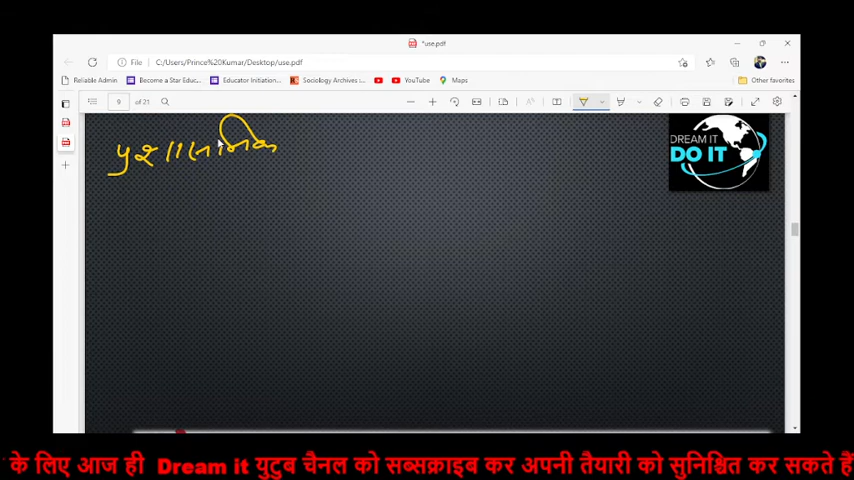 *use.pdf
File C:/Users/Prince%20Kumar/Desktop/use.pdf
Reliable Admin Become a Star Educ... Educator Initiation... Sociology Archives :... YouTube Maps Other favorites
9 of 21
DREAM IT
DO IT
के लिए आज ही Dream it युटुब चैनल को सब्सक्राइब कर अपनी तैयारी को सुनिश्चित कर सकते हैं